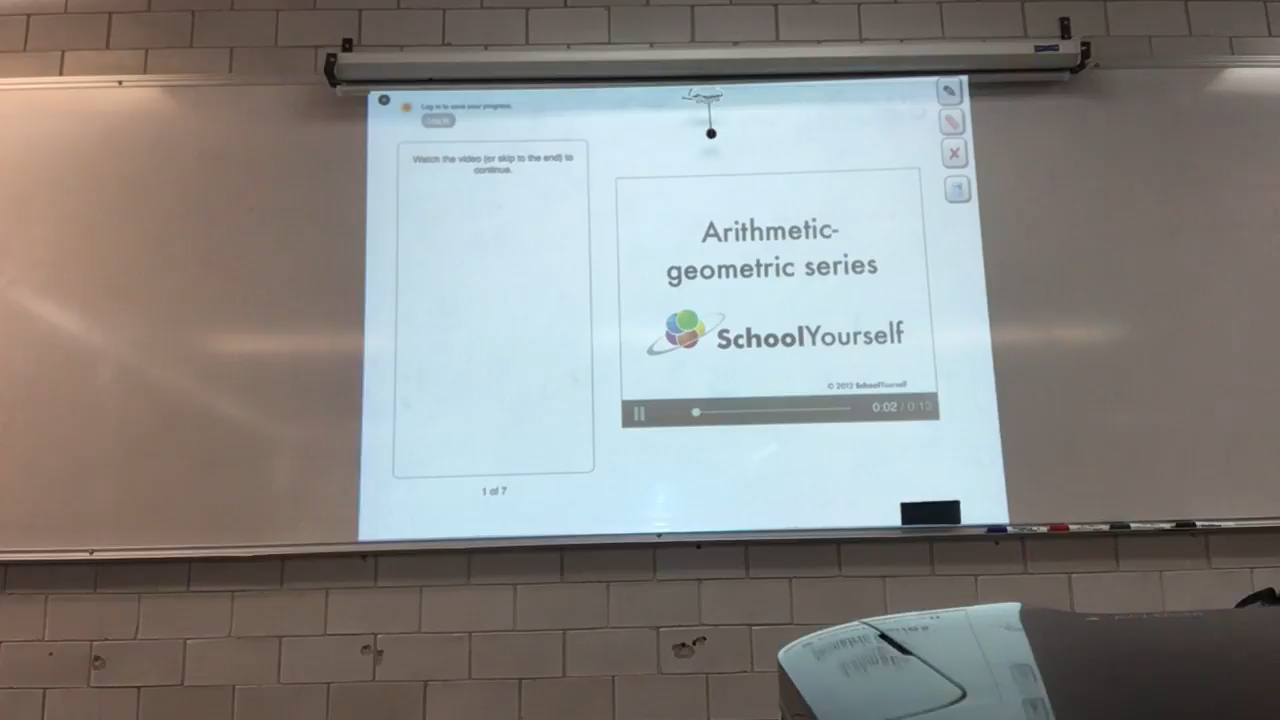 Log in to save your progress.
Log in
Watch the video (or skip to the end) to
continue.
Arithmetic-
geometric series
SchoolYourself
© 2013 SchoolYourself
0:02 / 0:13
1 of 7